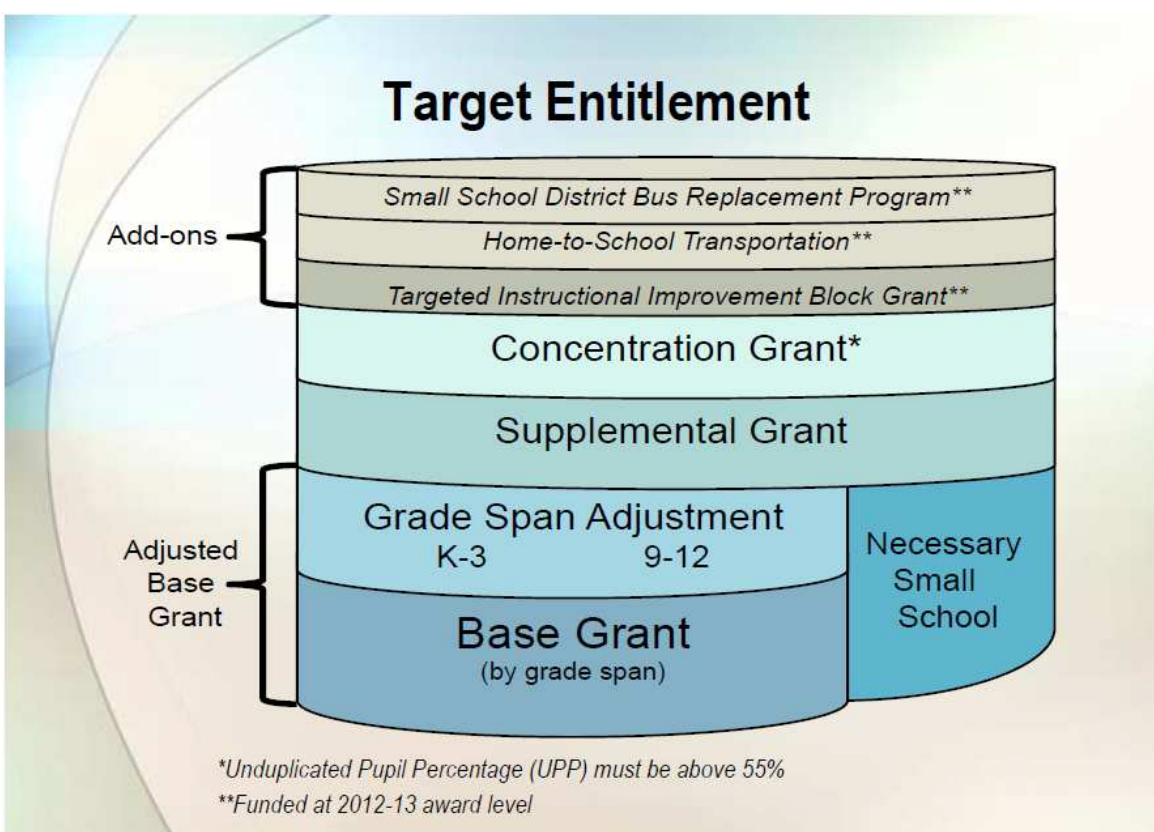 Target Entitlement
Add-ons
Small School District Bus Replacement Program**
Home-to-School Transportation**
Targeted Instructional Improvement Block Grant**
Concentration Grant*
Supplemental Grant
Adjusted
Base
Grant
Grade Span Adjustment
K-3 9-12
Base Grant
(by grade span)
Necessary
Small
School
*Unduplicated Pupil Percentage (UPP) must be above 55%
**Funded at 2012-13 award level